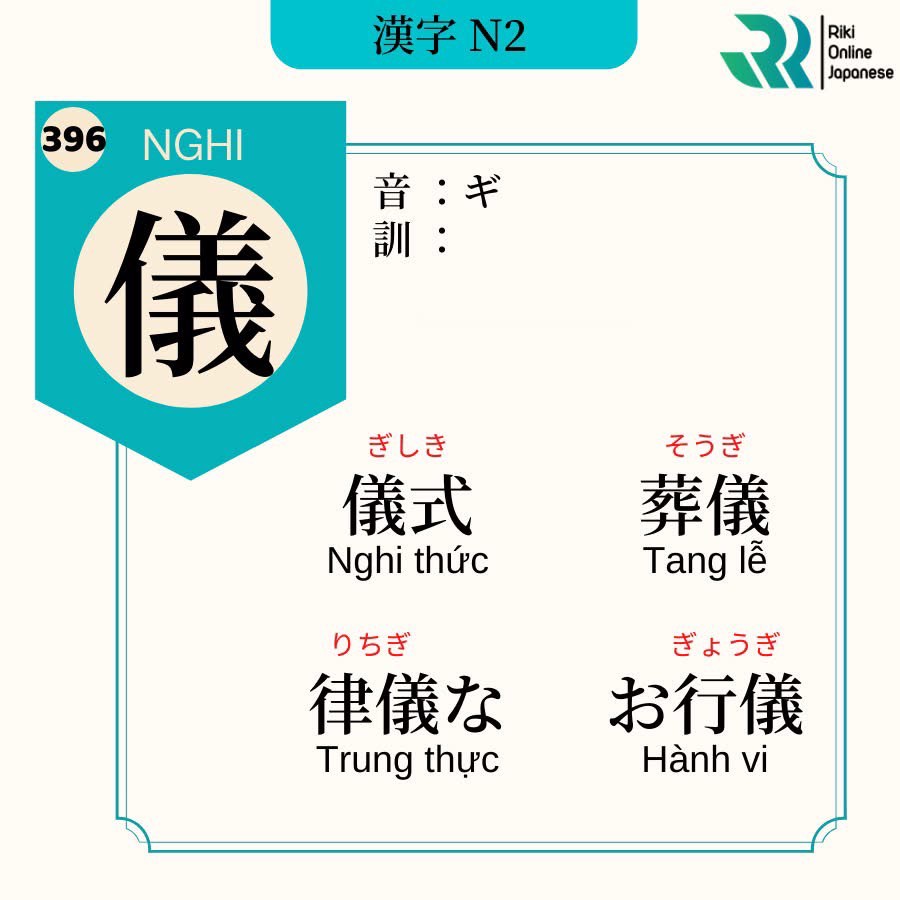 漢字 N2
Riki
Online
Japanese
396
NGHI
儀
音 ：ギ
訓 ：
ぎしき
儀式
Nghi thức
そうぎ
葬儀
Tang lễ
りちぎ
律儀な
Trung thực
ぎょうぎ
お行儀
Hành vi